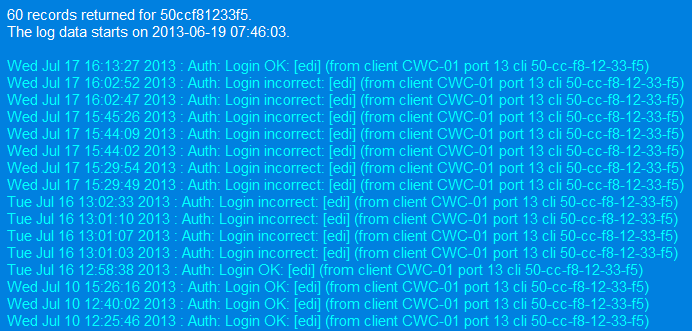 60 records returned for 50ccf81233f5.
The log data starts on 2013-06-19 07:46:03.
Wed Jul 17 16:13:27 2013 : Auth: Login OK: [edi] (from client CWC-01 port 13 cli 50-cc-f8-12-33-f5)
Wed Jul 17 16:02:52 2013 : Auth: Login incorrect: [edi] (from client CWC-01 port 13 cli 50-cc-f8-12-33-f5)
Wed Jul 17 16:02:47 2013 : Auth: Login incorrect: [edi] (from client CWC-01 port 13 cli 50-cc-f8-12-33-f5)
Wed Jul 17 15:45:26 2013 : Auth: Login incorrect: [edi] (from client CWC-01 port 13 cli 50-cc-f8-12-33-f5)
Wed Jul 17 15:44:09 2013 : Auth: Login incorrect: [edi] (from client CWC-01 port 13 cli 50-cc-f8-12-33-f5)
Wed Jul 17 15:44:02 2013 : Auth: Login incorrect: [edi] (from client CWC-01 port 13 cli 50-cc-f8-12-33-f5)
Wed Jul 17 15:29:54 2013 : Auth: Login incorrect: [edi] (from client CWC-01 port 13 cli 50-cc-f8-12-33-f5)
Wed Jul 17 15:29:49 2013 : Auth: Login incorrect: [edi] (from client CWC-01 port 13 cli 50-cc-f8-12-33-f5)
Tue Jul 16 13:02:33 2013 : Auth: Login incorrect: [edi] (from client CWC-01 port 13 cli 50-cc-f8-12-33-f5)
Tue Jul 16 13:01:10 2013 : Auth: Login incorrect: [edi] (from client CWC-01 port 13 cli 50-cc-f8-12-33-f5)
Tue Jul 16 13:01:07 2013 : Auth: Login incorrect: [edi] (from client CWC-01 port 13 cli 50-cc-f8-12-33-f5)
Tue Jul 16 13:01:03 2013 : Auth: Login incorrect: [edi] (from client CWC-01 port 13 cli 50-cc-f8-12-33-f5)
Tue Jul 16 12:58:38 2013 : Auth: Login OK: [edi] (from client CWC-01 port 13 cli 50-cc-f8-12-33-f5)
Wed Jul 10 15:26:16 2013 : Auth: Login OK: [edi] (from client CWC-01 port 13 cli 50-cc-f8-12-33-f5)
Wed Jul 10 12:40:02 2013 : Auth: Login OK: [edi] (from client CWC-01 port 13 cli 50-cc-f8-12-33-f5)
Wed Jul 10 12:25:46 2013 : Auth: Login OK: [edi] (from client CWC-01 port 13 cli 50-cc-f8-12-33-f5)